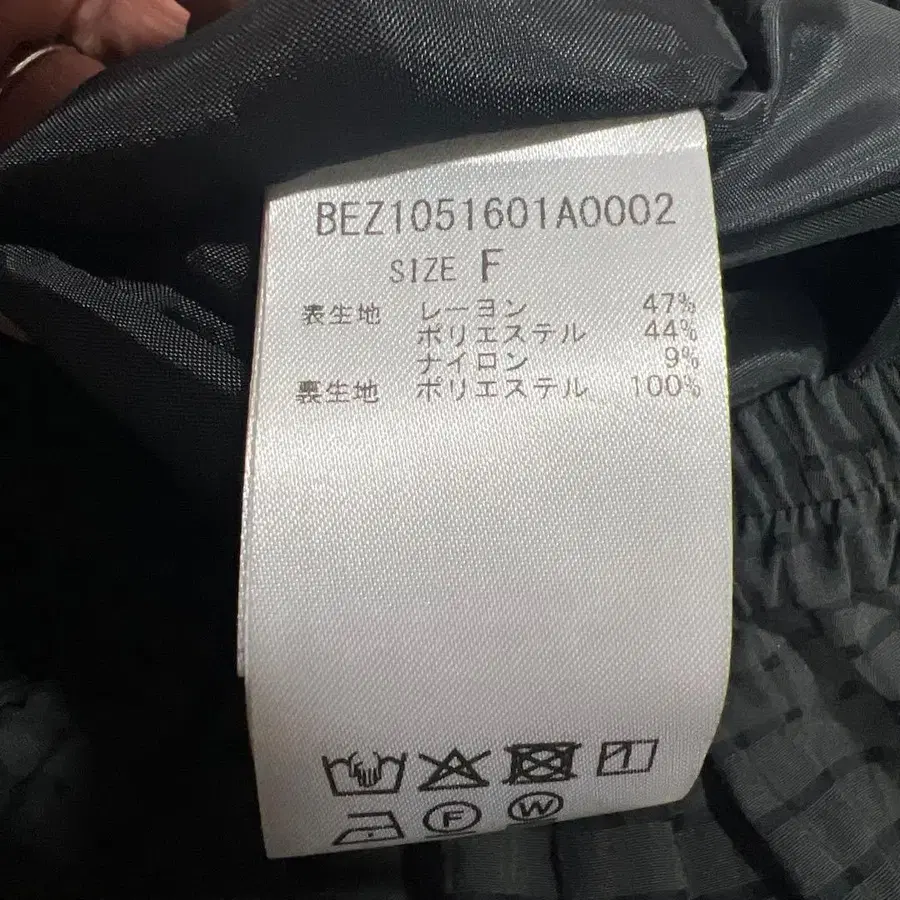 BEZ1051601A0002
SIZE F
表生地 レーヨン 47%
ポリエステル 44%
ナイロン 9%
裏生地 ポリエステル 100%
F W